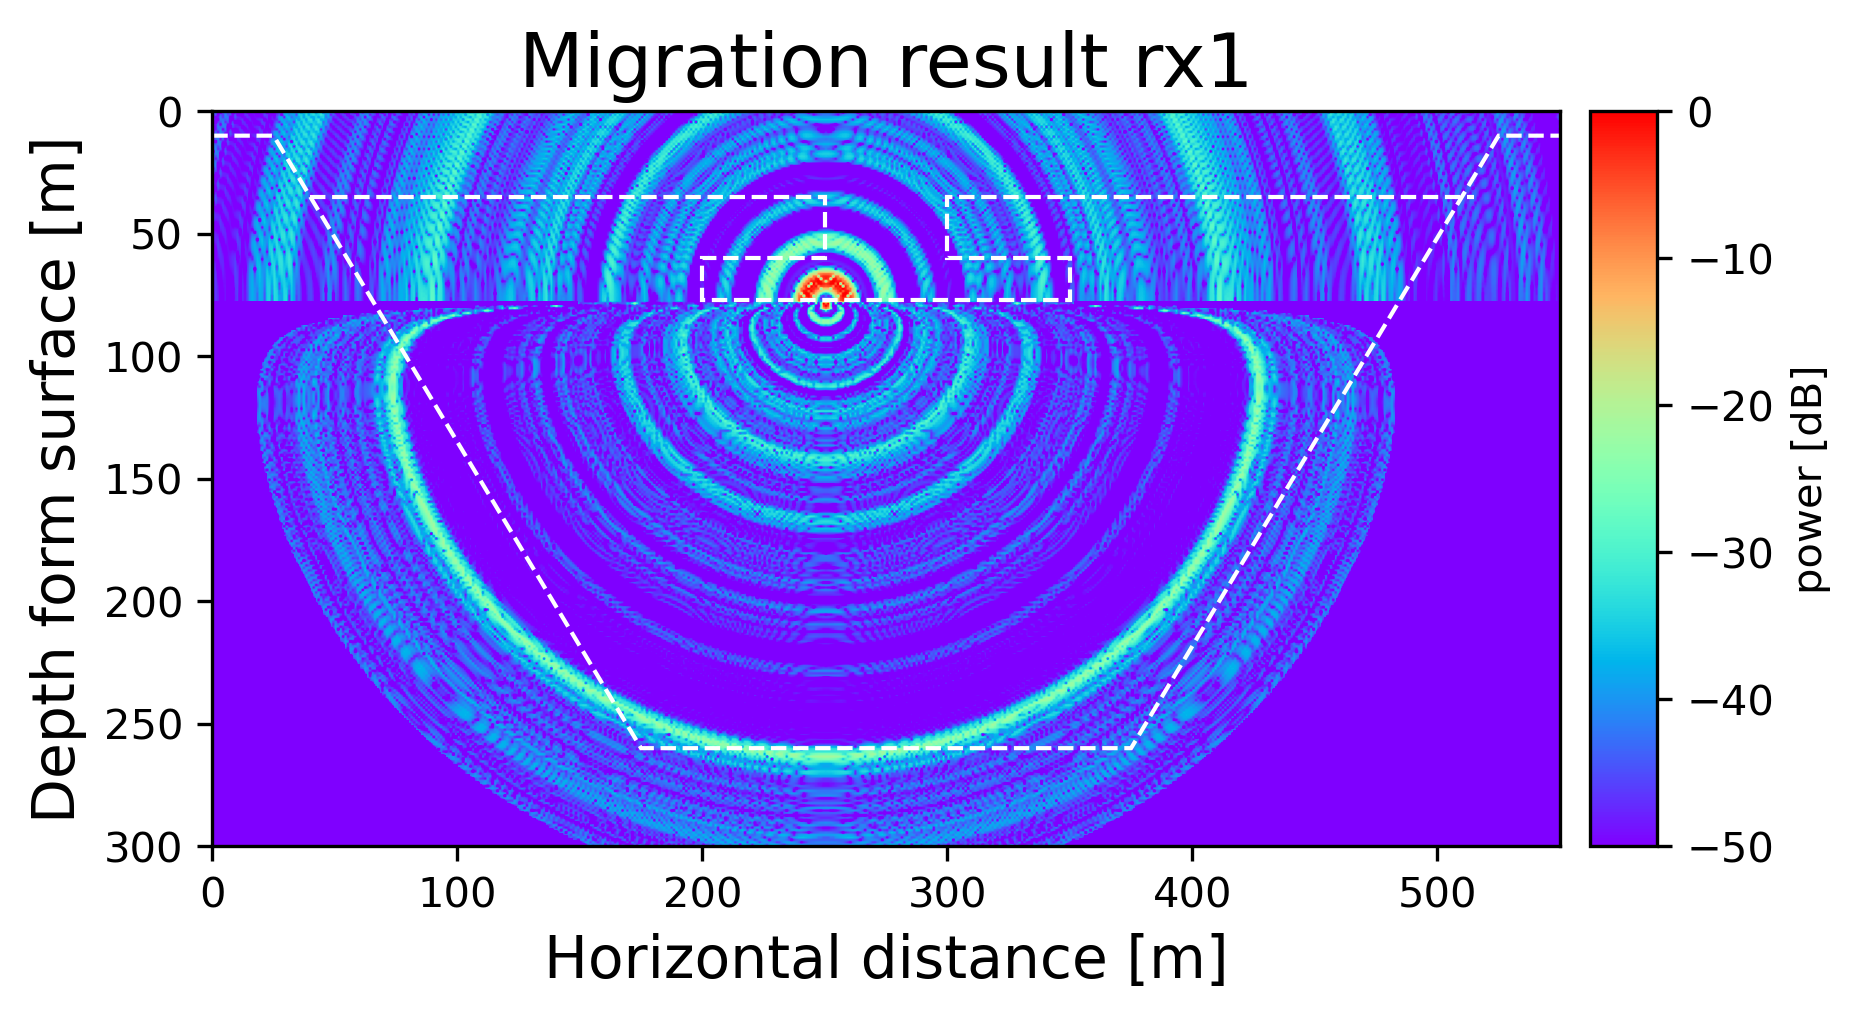 Migration result rx1
Depth form surface [m]
0
50
100
150
200
250
300
0 100 200 300 400 500
Horizontal distance [m]
0
−10
−20
−30
−40
−50
power [dB]